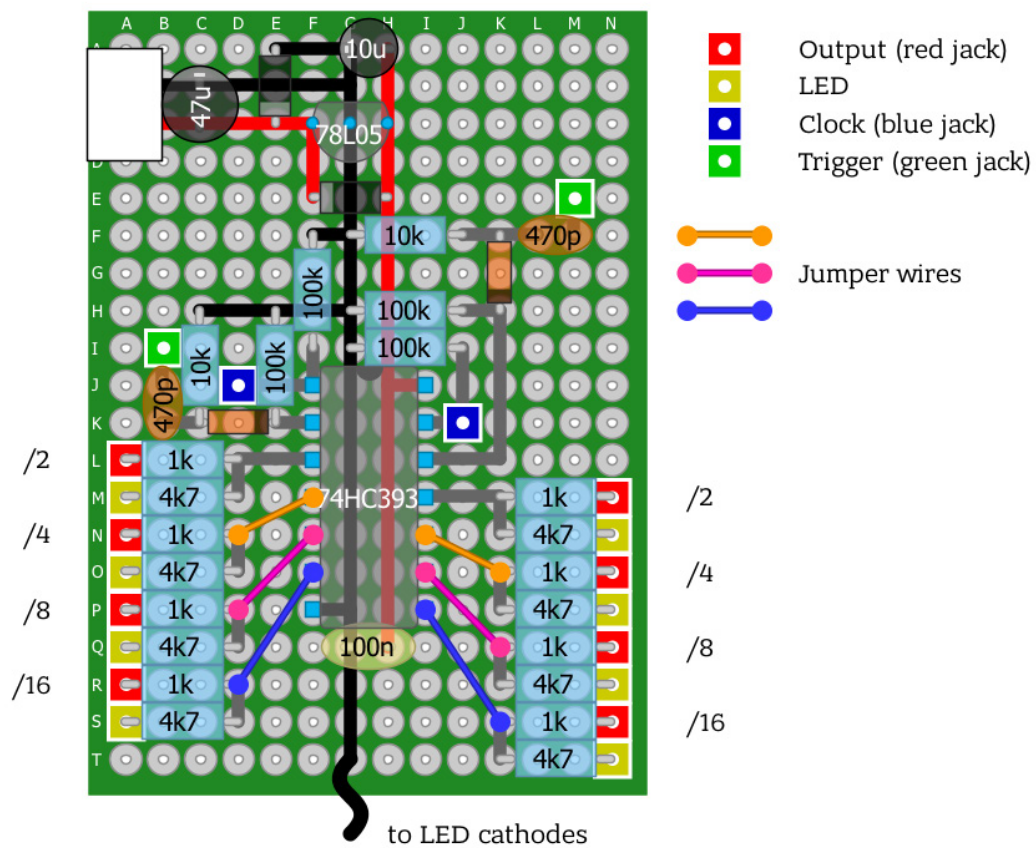 A B C D E F G H I J K L M N
A
10u
47u
78L05
D
E
F
10k
470p
G
100k
H
100k
I
100k
10k
100k
J
470p
K
/2
L
1k
74HC393
M
4k7
1k
/2
/4
N
1k
4k7
O
4k7
1k
/4
/8
P
1k
4k7
Q
4k7
100n
1k
/8
/16
R
1k
4k7
S
4k7
1k
/16
T
4k7
to LED cathodes
Output (red jack)
LED
Clock (blue jack)
Trigger (green jack)
Jumper wires